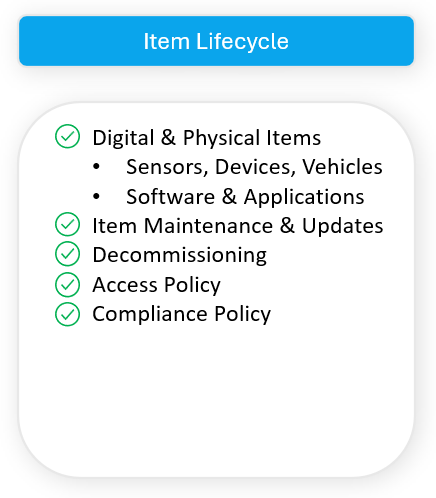 Item Lifecycle
Digital & Physical Items
• Sensors, Devices, Vehicles
• Software & Applications
Item Maintenance & Updates
Decommissioning
Access Policy
Compliance Policy